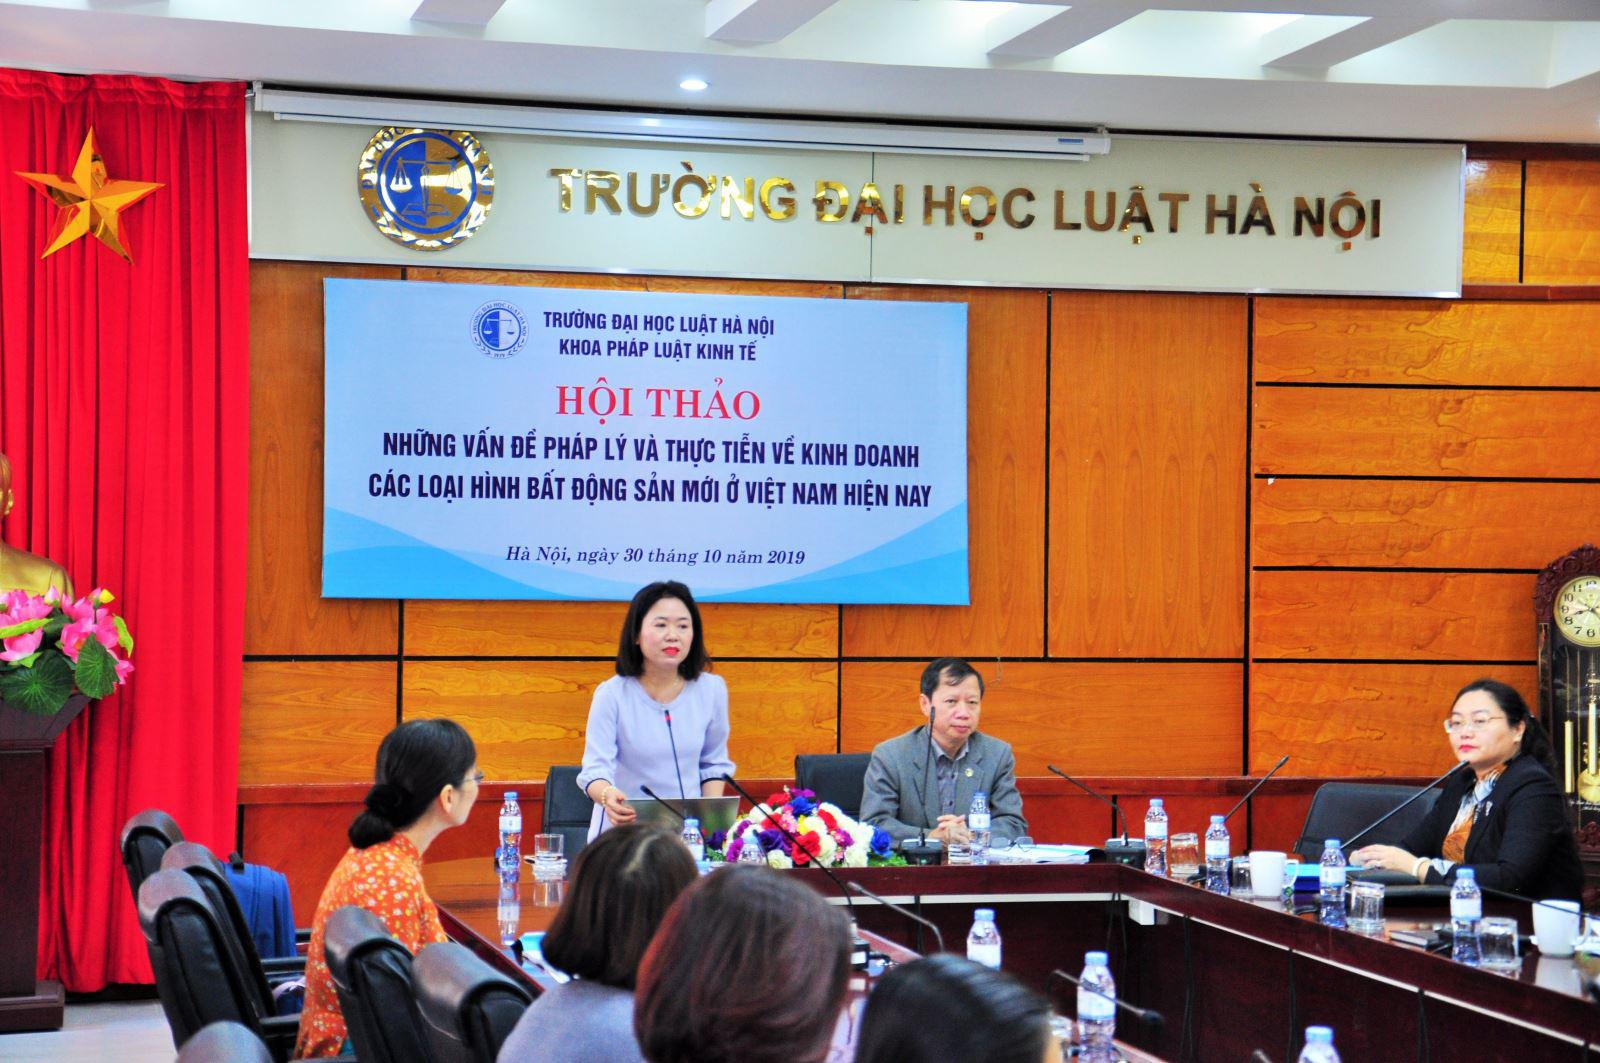 TRƯỜNG ĐẠI HỌC LUẬT HÀ NỘI
TRƯỜNG ĐẠI HỌC LUẬT HÀ NỘI
KHOA PHÁP LUẬT KINH TẾ
HỘI THẢO
NHỮNG VẤN ĐỀ PHÁP LÝ VÀ THỰC TIỄN VỀ KINH DOANH
CÁC LOẠI HÌNH BẤT ĐỘNG SẢN MỚI Ở VIỆT NAM HIỆN NAY
Hà Nội, ngày 30 tháng 10 năm 2019